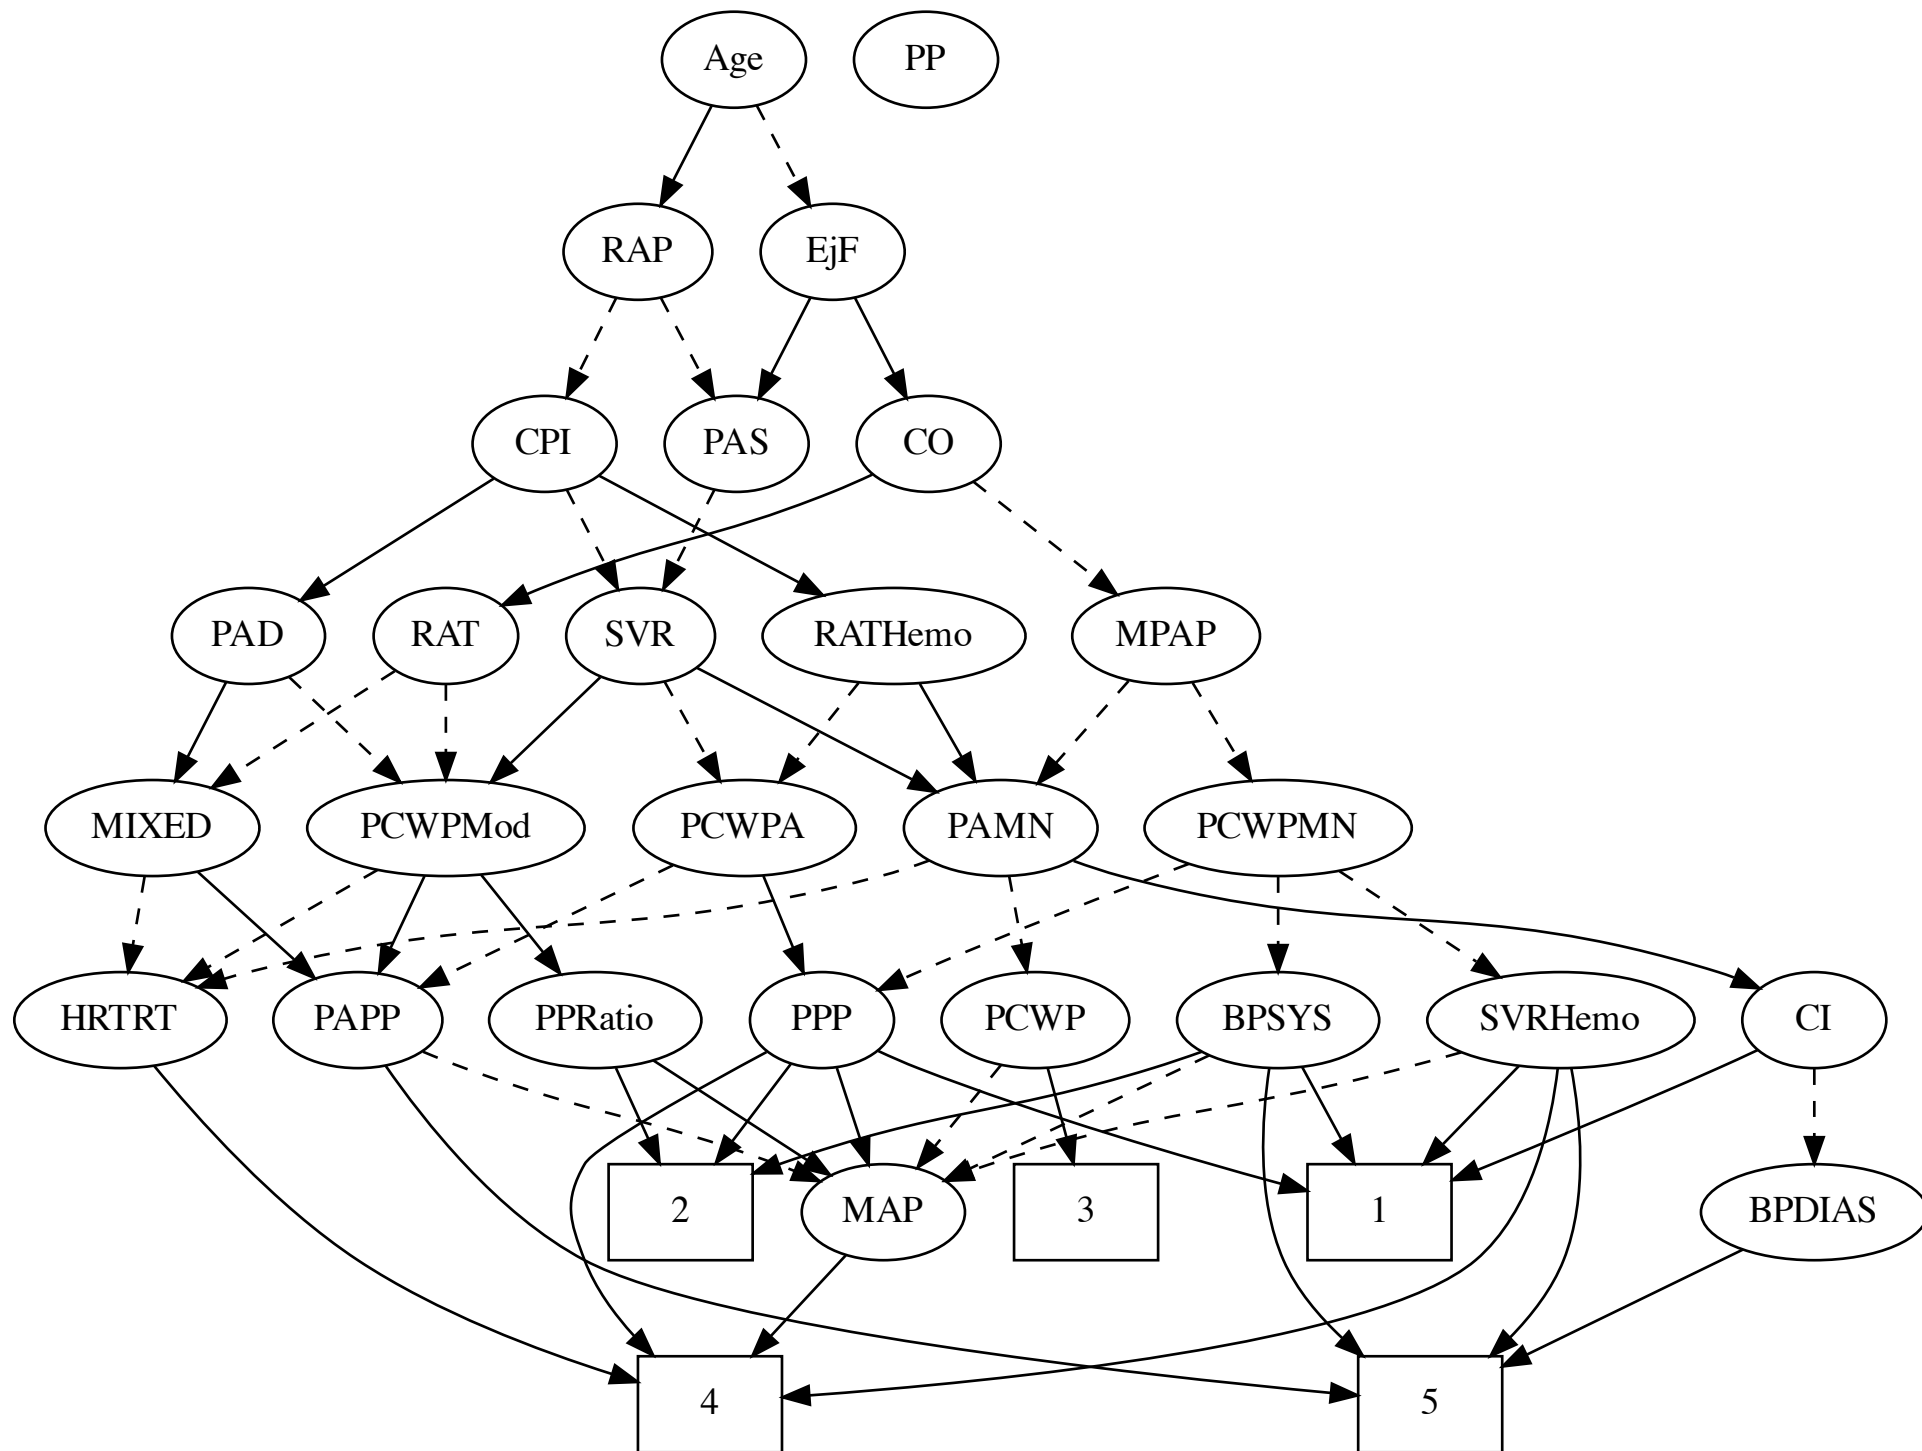 Age
PP
RAP
EjF
CPI
PAS
CO
PAD
RAT
SVR
RATHemo
MPAP
MIXED
PCWPMod
PCWPA
PAMN
PCWPMN
HRTRT
PAPP
PPRatio
PPP
PCWP
BPSYS
SVRHemo
CI
2
MAP
3
1
BPDIAS
4
5